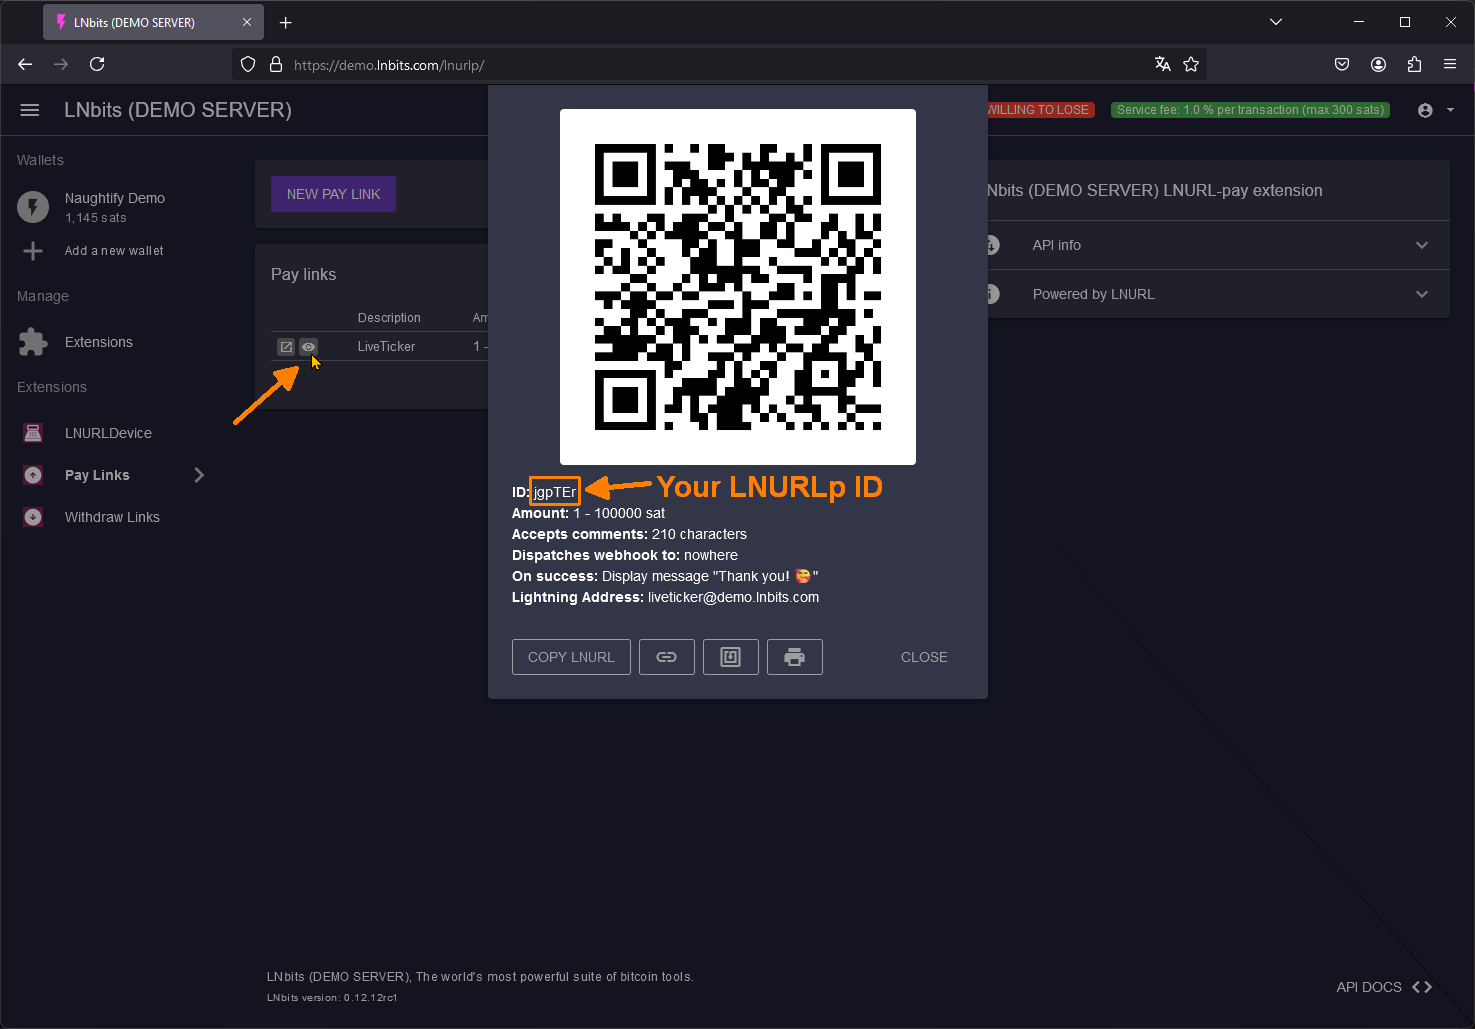 LNbits (DEMO SERVER)
https://demo.lnbits.com/lnurlp/
LNbits (DEMO SERVER)
WILLING TO LOSE
Service fee: 1.0 % per transaction (max 300 sats)
Wallets
Naughtify Demo
1,145 sats
Add a new wallet
Manage
Extensions
Extensions
LNURLDevice
Pay Links
Withdraw Links
NEW PAY LINK
Pay links
Description
Am
LiveTicker
1 -
ID: jgpTEr
Your LNURLp ID
Amount: 1 - 100000 sat
Accepts comments: 210 characters
Dispatches webhook to: nowhere
On success: Display message "Thank you! 🥰"
Lightning Address: liveticker@demo.lnbits.com
COPY LNURL
CLOSE
Nbits (DEMO SERVER) LNURL-pay extension
API info
Powered by LNURL
LNbits (DEMO SERVER), The world's most powerful suite of bitcoin tools.
LNbits version: 0.12.12rc1
API DOCS